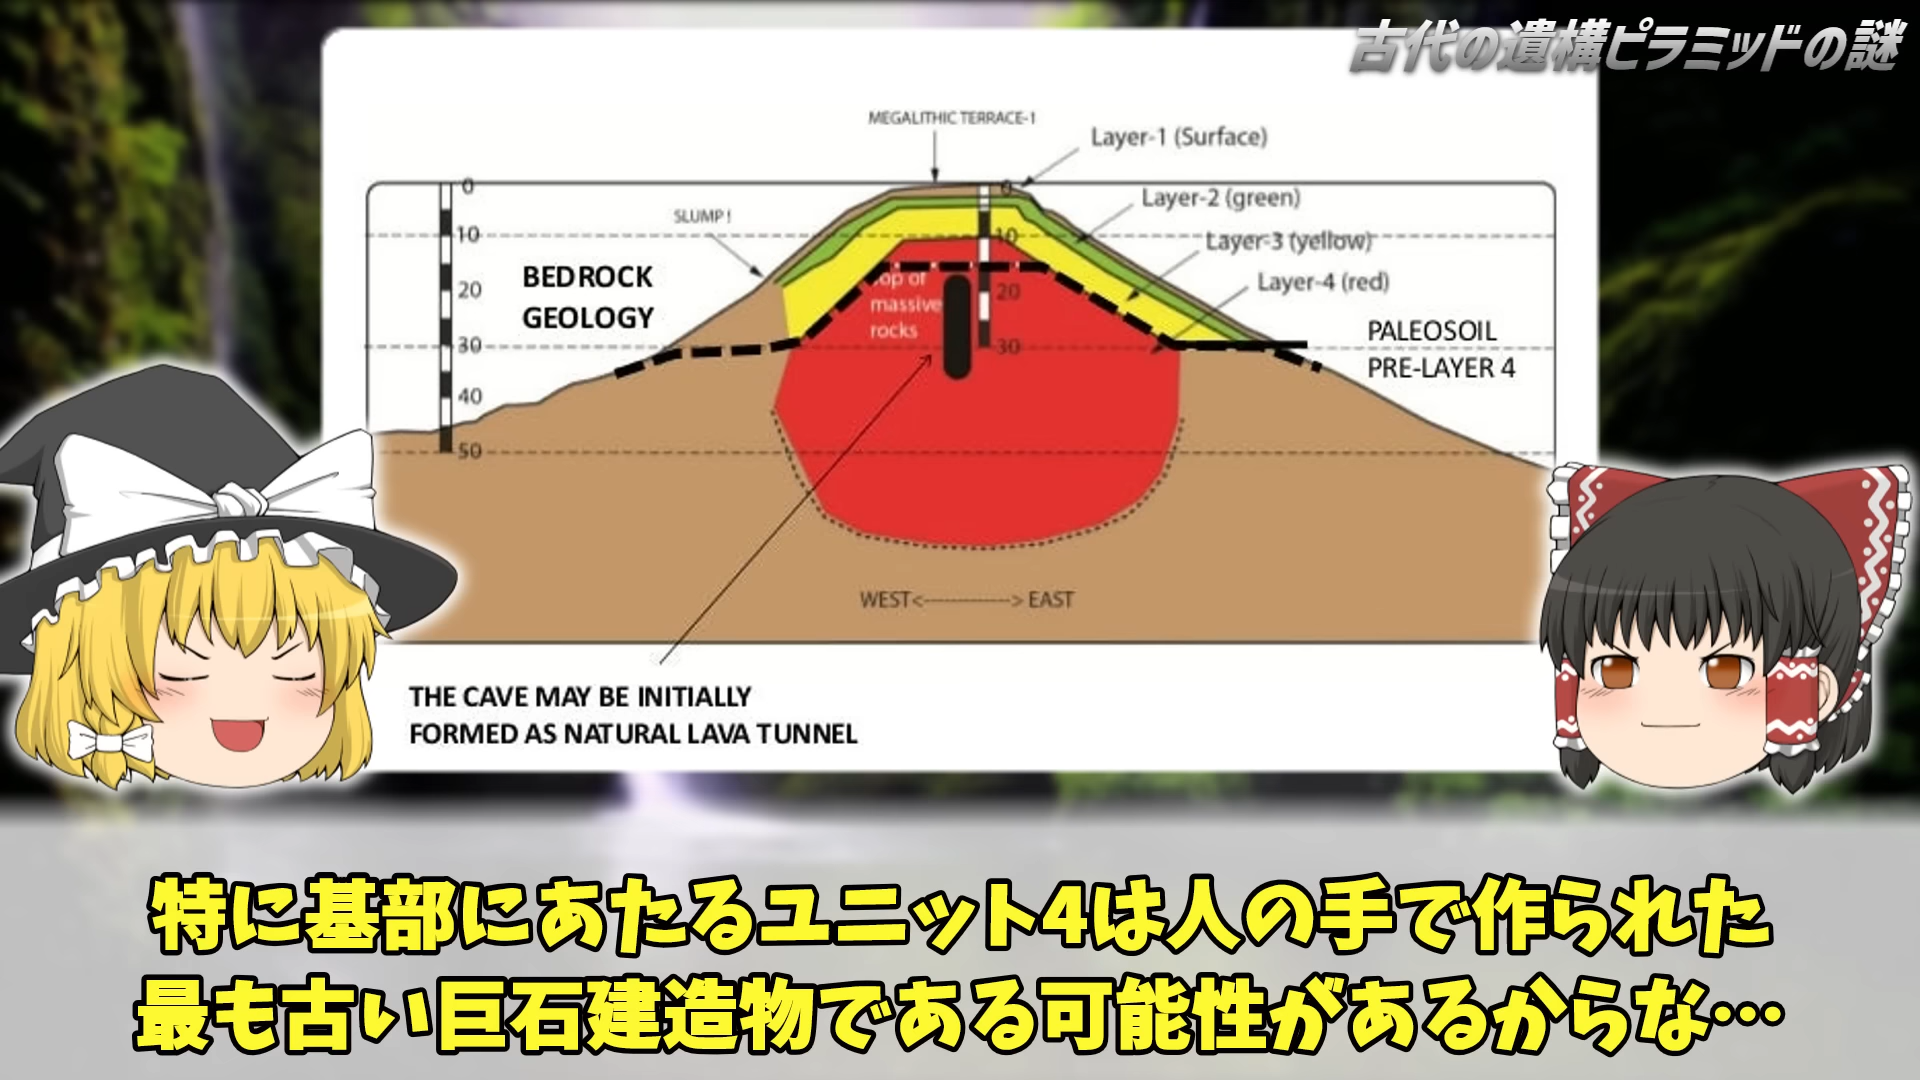 古代の遺構ピラミッドの謎
MEGALITHIC TERRACE-1
Layer-1 (Surface)
Layer-2 (green)
Layer-3 (yellow)
Layer-4 (red)
SLUMP!
BEDROCK
GEOLOGY
0
10
20
30
40
50
0
10
20
30
op of
massive
rocks
PALEOSOIL
PRE-LAYER 4
WEST<------------> EAST
THE CAVE MAY BE INITIALLY
FORMED AS NATURAL LAVA TUNNEL
特に基部にあたるユニット4は人の手で作られた
最も古い巨石建造物である可能性があるからな…